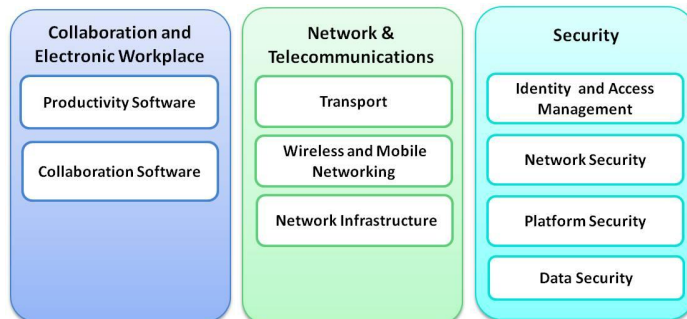 Collaboration and
Electronic Workplace
Productivity Software
Collaboration Software
Network &
Telecommunications
Transport
Wireless and Mobile
Networking
Network Infrastructure
Security
Identity and Access
Management
Network Security
Platform Security
Data Security